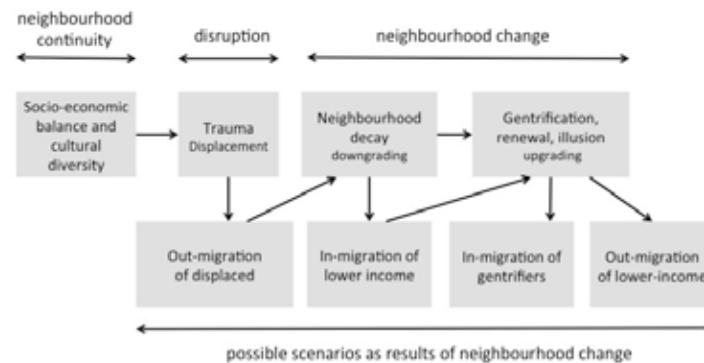 neighbourhood
continuity
disruption
neighbourhood change
Socio-economic
balance and
cultural
diversity
Trauma
Displacement
Neighbourhood
decay
downgrading
Gentrification,
renewal, illusion
upgrading
Out-migration
of displaced
In-migration of
lower income
In-migration of
gentrifiers
Out-migration
of lower-income
possible scenarios as results of neighbourhood change